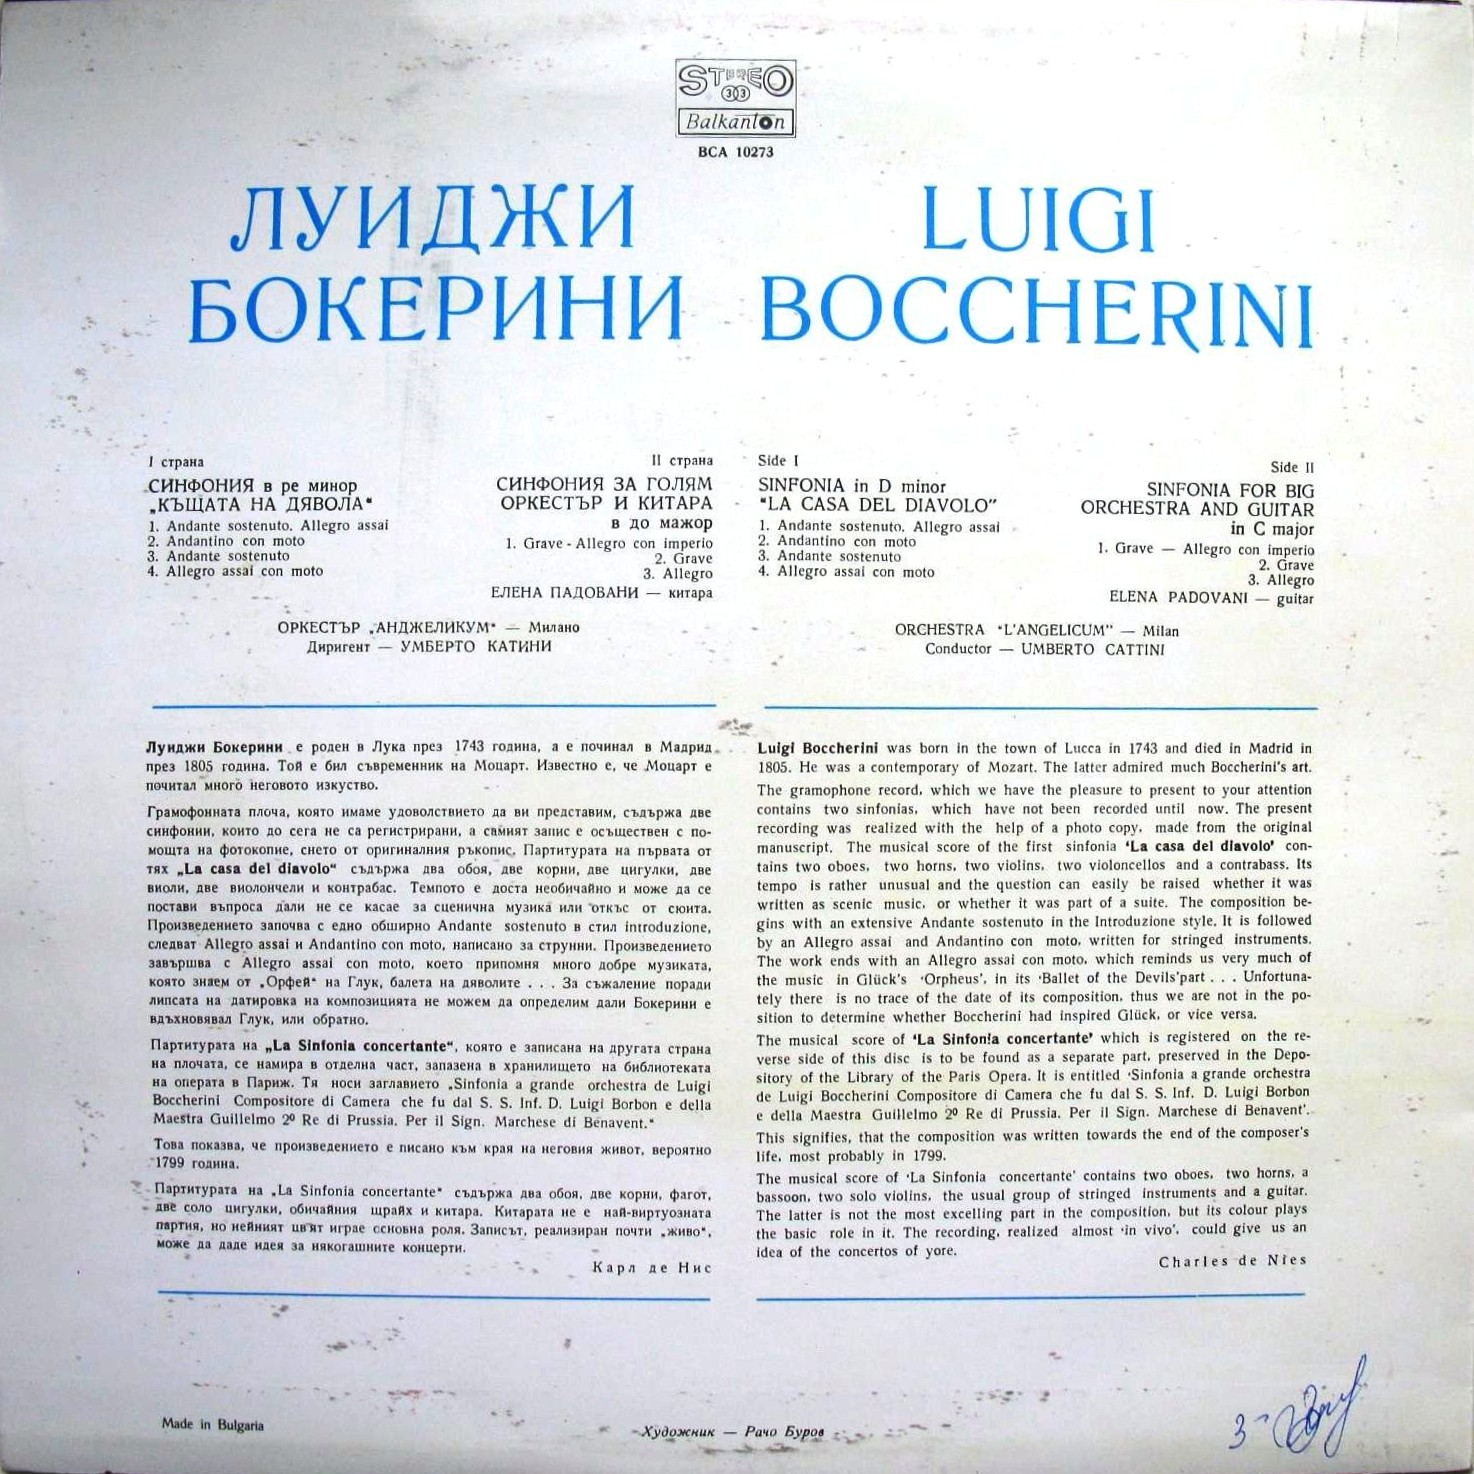 STEREO
33
Balkanton
ВСА 10273
ЛУИДЖИ
БОКЕРИНИ
LUIGI
BOCCHERINI
I страна
СИНФОНИЯ в ре минор
„КЪЩАТА НА ДЯВОЛА“
1. Andante sostenuto. Allegro assai
2. Andantino con moto
3. Andante sostenuto
4. Allegro assai con moto
II страна
СИНФОНИЯ ЗА ГОЛЯМ
ОРКЕСТЪР И КИТАРА
в до мажор
1. Grave - Allegro con imperio
2. Grave
3. Allegro
ЕЛЕНА ПАДОВАНИ — китара
ОРКЕСТЪР „АНДЖЕЛИКУМ“ — Милано
Диригент — УМБЕРТО КАТИНИ
Side I
SINFONIA in D minor
“LA CASA DEL DIAVOLO”
1. Andante sostenuto. Allegro assai
2. Andantino con moto
3. Andante sostenuto
4. Allegro assai con moto
Side II
SINFONIA FOR BIG
ORCHESTRA AND GUITAR
in C major
1. Grave — Allegro con imperio
2. Grave
3. Allegro
ELENA PADOVANI — guitar
ORCHESTRA “L'ANGELICUM” — Milan
Conductor — UMBERTO CATTINI
Луиджи Бокерини е роден в Лука през 1743 година, а е починал в Мадрид
през 1805 година. Той е бил съвременник на Моцарт. Известно е, че Моцарт е
почитал много неговото изкуство.
Грамофонната плоча, която имаме удоволствието да ви представим, съдържа две
синфонии, които до сега не са регистрирани, а самият запис е осъществен с по-
мощта на фотокопие, снето от оригиналния ръкопис. Партитурата на първата от
тях „La casa del diavolo“ съдържа два обоя, две корни, две цигулки, две
виоли, две виолончели и контрабас. Темпото е доста необичайно и може да се
постави въпроса дали не се касае за сценична музика или откъс от сюита.
Произведението започва с едно обширно Andante sostenuto в стил introduzione,
следват Allegro assai и Andantino con moto, написано за струнни. Произведението
завършва с Allegro assai con moto, което припомня много добре музиката,
която знаем от „Орфей“ на Глук, балета на дяволите . . . За съжаление поради
липсата на датировка на композицията не можем да определим дали Бокерини е
вдъхновявал Глук, или обратно.
Партитурата на „La Sinfonia concertante“, която е записана на другата страна
на плочата, се намира в отделна част, запазена в хранилището на библиотеката
на операта в Париж. Тя носи заглавието „Sinfonia a grande orchestra de Luigi
Boccherini Compositore di Camera che fu dal S. S. Inf. D. Luigi Borbon e della
Maestra Guillelmo 2º Re di Prussia. Per il Sign. Marchese di Benavent.“
Това показва, че произведението е писано към края на неговия живот, вероятно
1799 година.
Партитурата на „La Sinfonia concertante“ съдържа два обоя, две корни, фагот,
две соло цигулки, обичайния щрайх и китара. Китарата не е най-виртуозната
партия, но нейният цвят играе основна роля. Записът, реализиран почти „живо“,
може да даде идея за някогашните концерти.
Карл де Нис
Luigi Boccherini was born in the town of Lucca in 1743 and died in Madrid in
1805. He was a contemporary of Mozart. The latter admired much Boccherini's art.
The gramophone record, which we have the pleasure to present to your attention
contains two sinfonias, which have not been recorded until now. The present
recording was realized with the help of a photo copy, made from the original
manuscript. The musical score of the first sinfonia ‘La casa del diavolo’ con-
tains two oboes, two horns, two violins, two violoncellos and a contrabass. Its
tempo is rather unusual and the question can easily be raised whether it was
written as scenic music, or whether it was part of a suite. The composition be-
gins with an extensive Andante sostenuto in the Introduzione style. It is followed
by an Allegro assai and Andantino con moto, written for stringed instruments.
The work ends with an Allegro assai con moto, which reminds us very much of
the music in Glück's ‘Orpheus’, in its ‘Ballet of the Devils'part . . . Unfortuna-
tely there is no trace of the date of its composition, thus we are not in the po-
sition to determine whether Boccherini had inspired Glück, or vice versa.
The musical score of ‘La Sinfonia concertante’ which is registered on the re-
verse side of this disc is to be found as a separate part, preserved in the Depo-
sitory of the Library of the Paris Opera. It is entitled ‘Sinfonia a grande orchestra
de Luigi Boccherini Compositore di Camera che fu dal S. S. Inf. D. Luigi Borbon
e della Maestra Guillelmo 2º Re di Prussia. Per il Sign. Marchese di Benavent’.
This signifies, that the composition was written towards the end of the composer's
life, most probably in 1799.
The musical score of ‘La Sinfonia concertante’ contains two oboes, two horns, a
bassoon, two solo violins, the usual group of stringed instruments and a guitar.
The latter is not the most excelling part in the composition, but its colour plays
the basic role in it. The recording, realized almost ‘in vivo’, could give us an
idea of the concertos of yore.
Charles de Nies
Made in Bulgaria
Художник — Рачо Буров